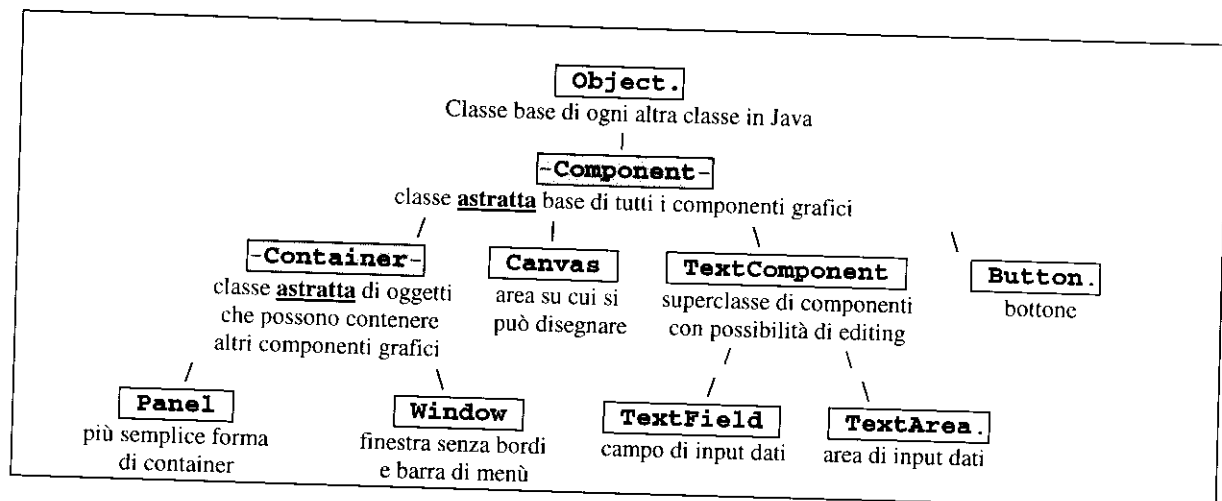 Object.
Classe base di ogni altra classe in Java
-Component-
classe astratta base di tutti i componenti grafici
-Container-
classe astratta di oggetti
che possono contenere
altri componenti grafici
Canvas
area su cui si
può disegnare
TextComponent
superclasse di componenti
con possibilità di editing
Button.
bottone
Panel
più semplice forma
di container
Window
finestra senza bordi
e barra di menù
TextField
campo di input dati
TextArea.
area di input dati